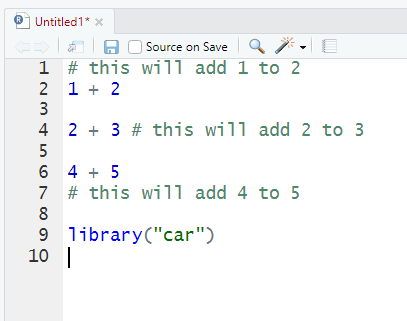 Untitled1*
Source on Save
1 # this will add 1 to 2
2 1 + 2
3
4 2 + 3 # this will add 2 to 3
5
6 4 + 5
7 # this will add 4 to 5
8
9 library("car")
10